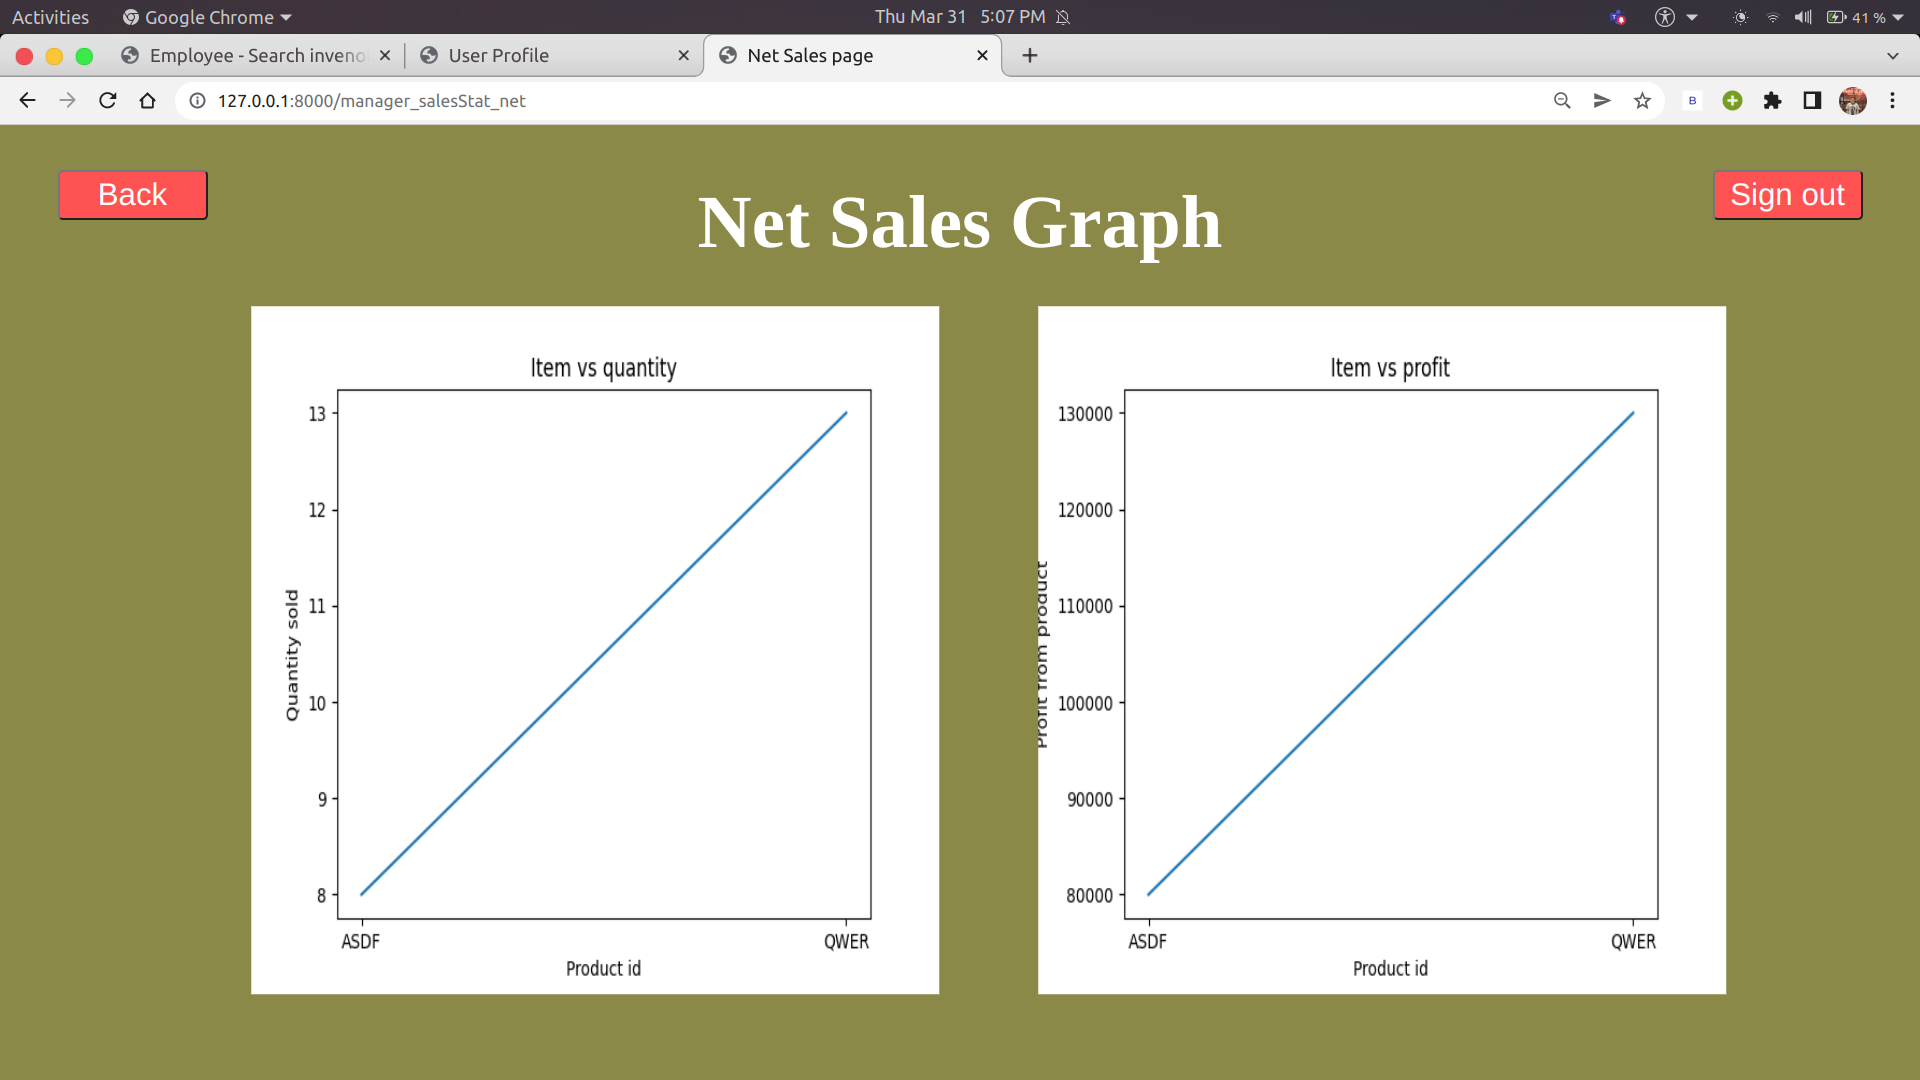 Activities Google Chrome Thu Mar 31 5:07 PM 41 %
Employee - Search inveno User Profile Net Sales page
127.0.0.1:8000/manager_salesStat_net B
Back Sign out
Net Sales Graph
Item vs quantity
13
12
11
10
9
8
Quantity sold
ASDF QWER
Product id
Item vs profit
130000
120000
110000
100000
90000
80000
Profit from product
ASDF QWER
Product id